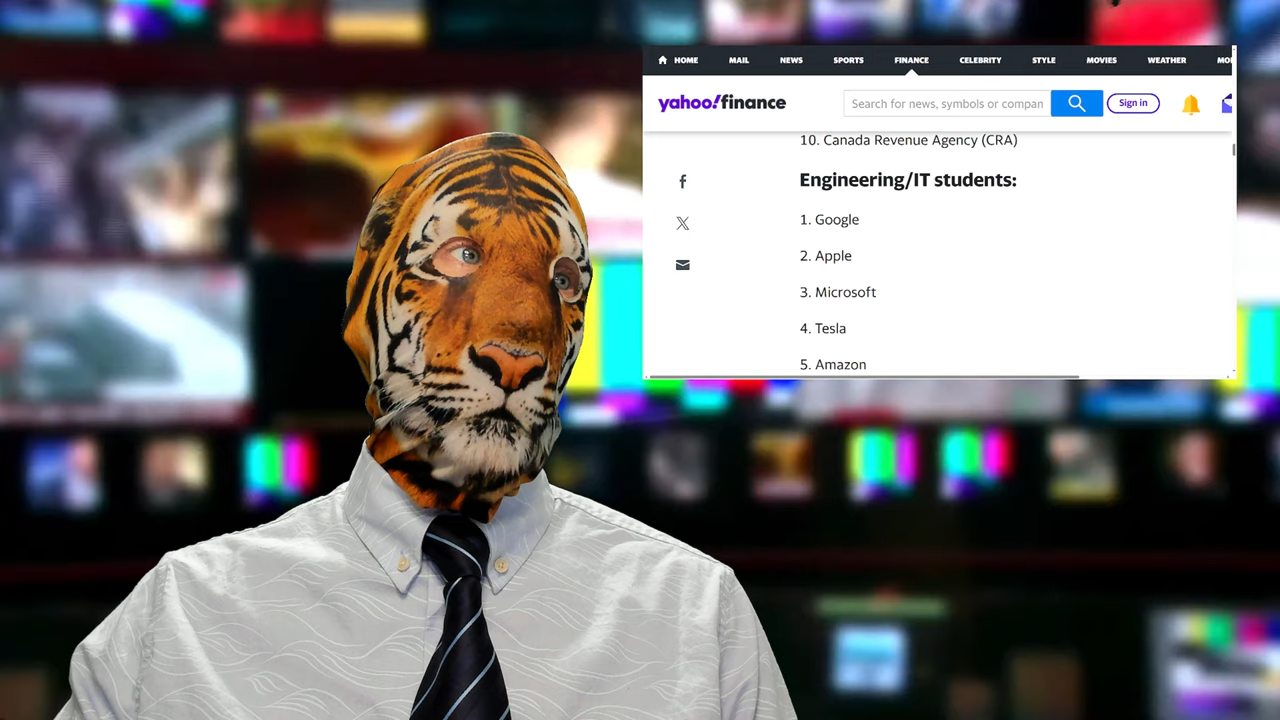 HOME MAIL NEWS SPORTS FINANCE CELEBRITY STYLE MOVIES WEATHER
yahoo!finance Search for news, symbols or compan Sign in
10. Canada Revenue Agency (CRA)
Engineering/IT students:
1. Google
2. Apple
3. Microsoft
4. Tesla
5. Amazon